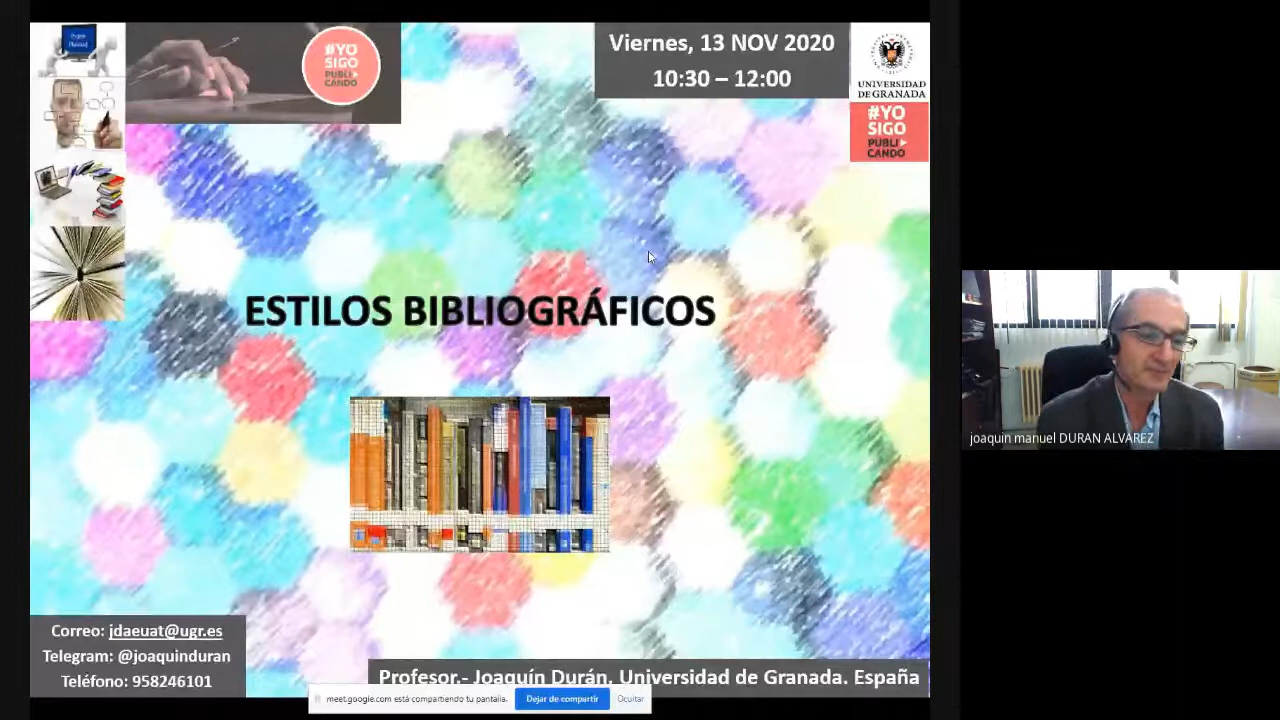 #YO
SIGO
PUBLI
CANDO
Viernes, 13 NOV 2020
10:30 – 12:00
UNIVERSIDAD
DE GRANADA
#YO
SIGO
PUBLI
CANDO
ESTILOS BIBLIOGRÁFICOS
joaquin manuel DURAN ALVAREZ
Correo: jdaeuat@ugr.es
Telegram: @joaquinduran
Teléfono: 958246101
Profesor.- Joaquín Durán. Universidad de Granada. España
meet.google.com está compartiendo tu pantalla.
Dejar de compartir
Ocultar